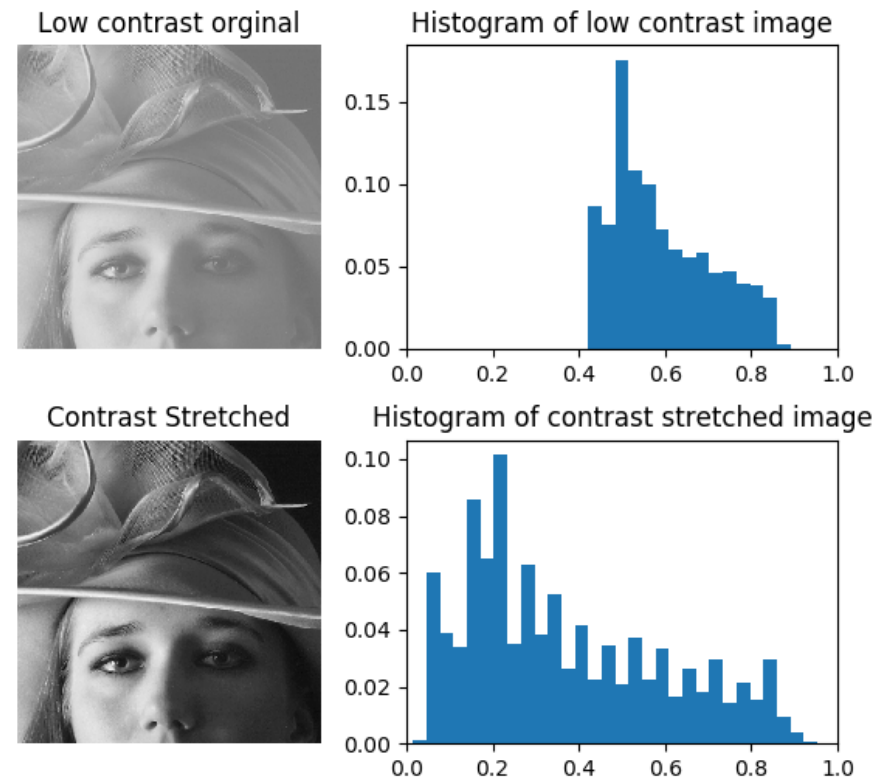 Low contrast orginal
Histogram of low contrast image
0.15
0.10
0.05
0.00
0.0 0.2 0.4 0.6 0.8 1.0
Contrast Stretched
Histogram of contrast stretched image
0.10
0.08
0.06
0.04
0.02
0.00
0.0 0.2 0.4 0.6 0.8 1.0